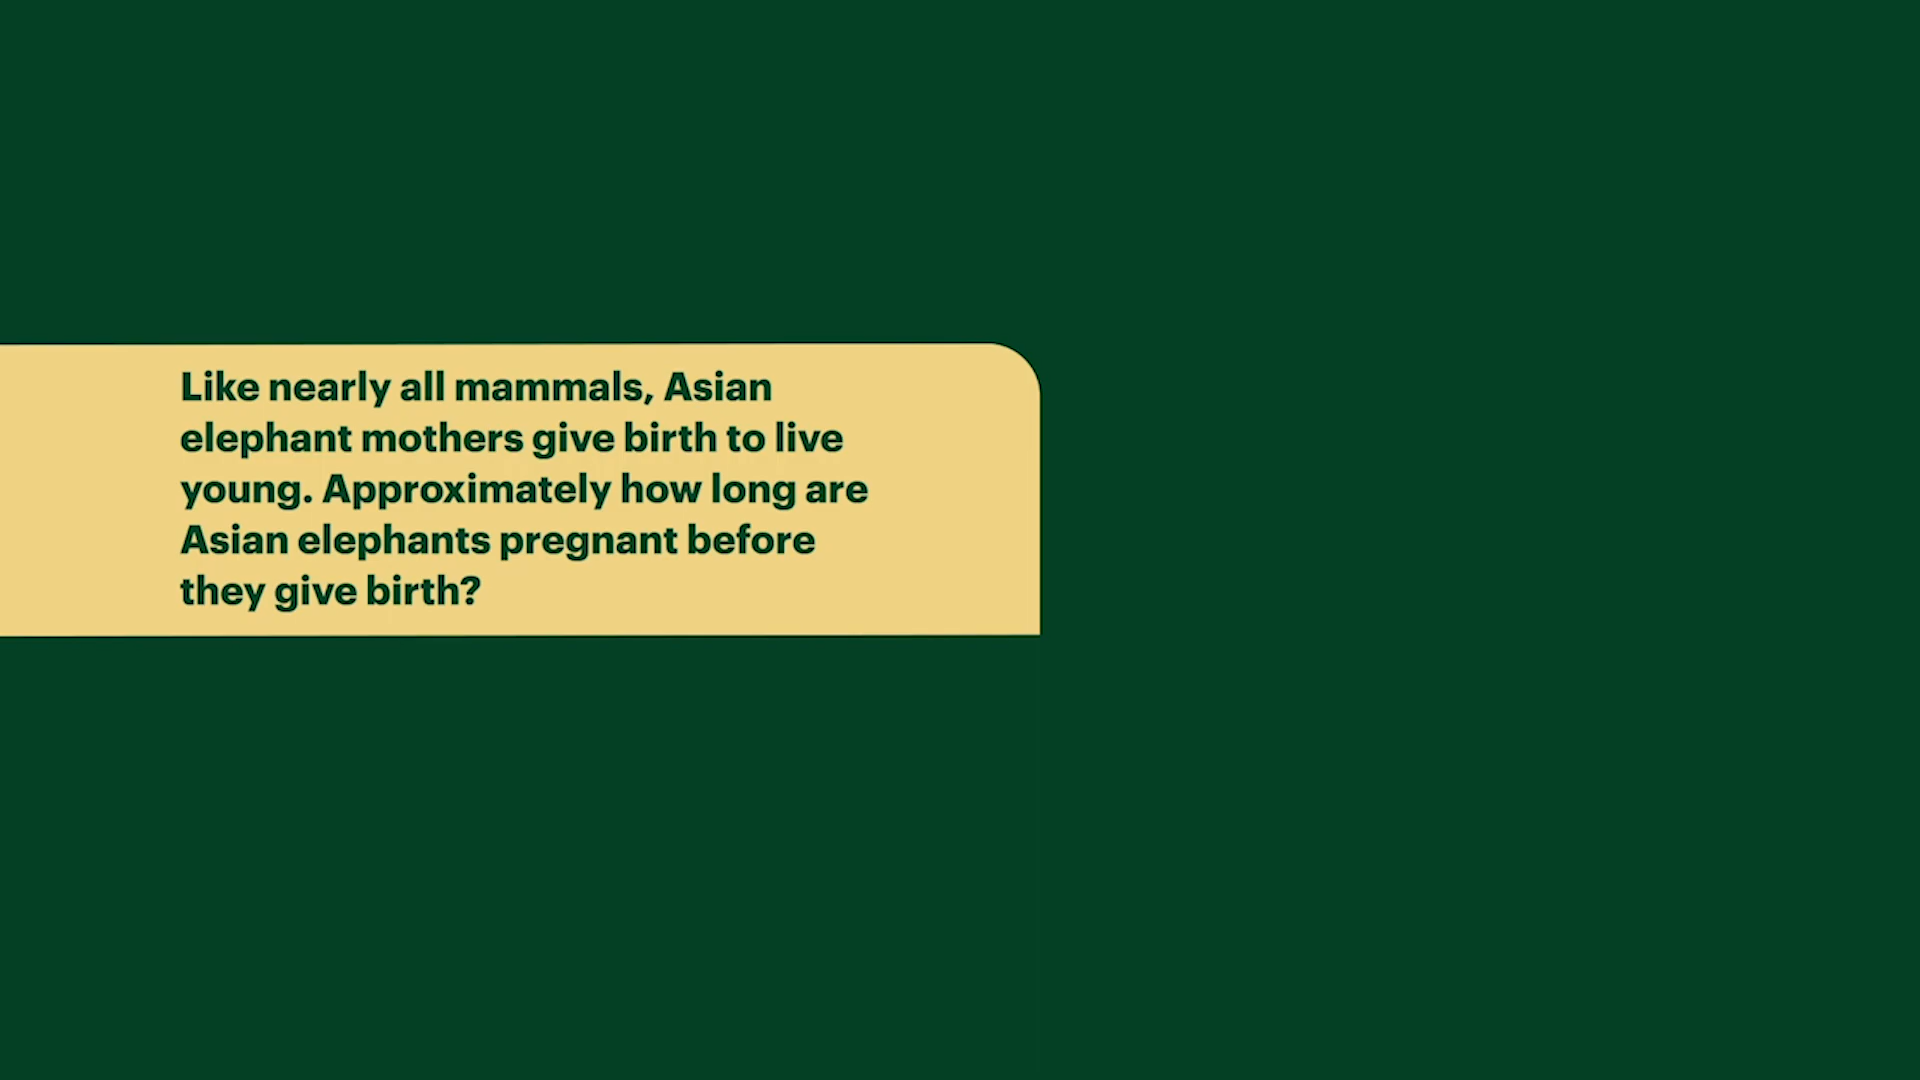 Like nearly all mammals, Asian
elephant mothers give birth to live
young. Approximately how long are
Asian elephants pregnant before
they give birth?